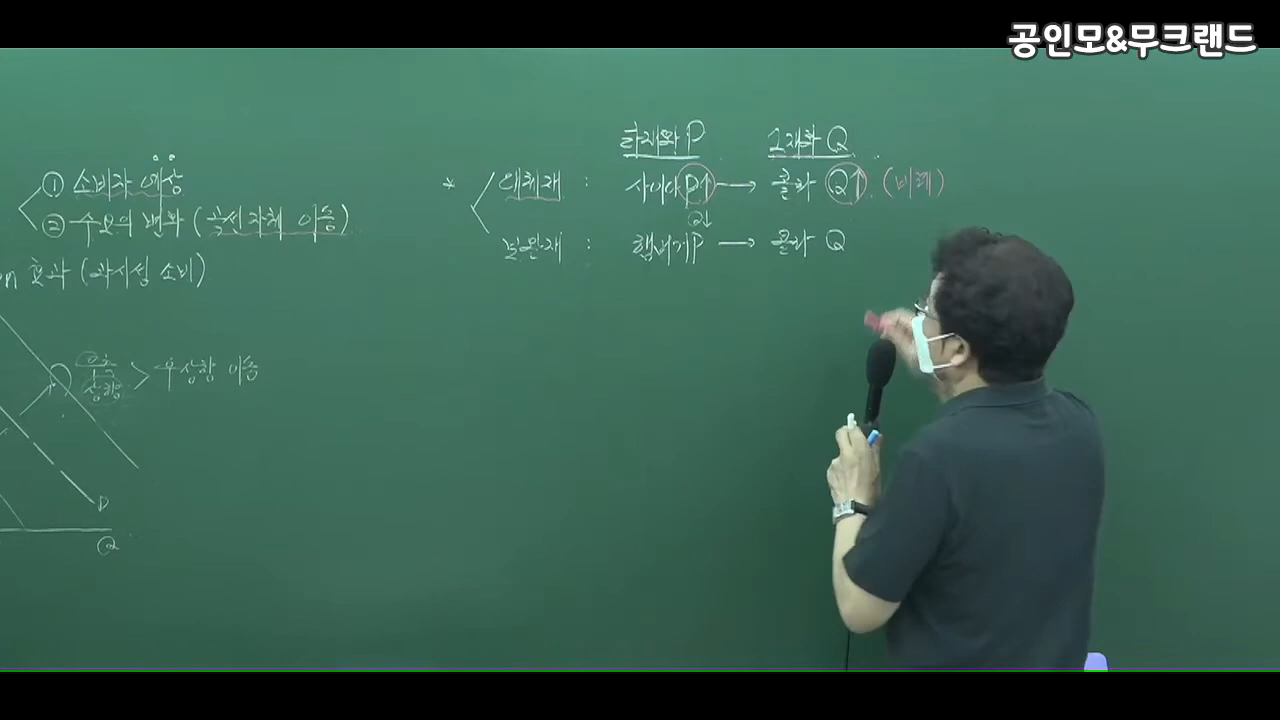 공인모&무크랜드
① 소비자 예상
② 수요의 변화 (곡선자체 이동)
효과 (과시성 소비)
우상향 이동
D
Q
타재화 P 1재화 Q
* 대체재 : 사이다 P↑ → 콜라 Q↑ (비례)
Q↓
보완재 : 햄버거 P → 콜라 Q